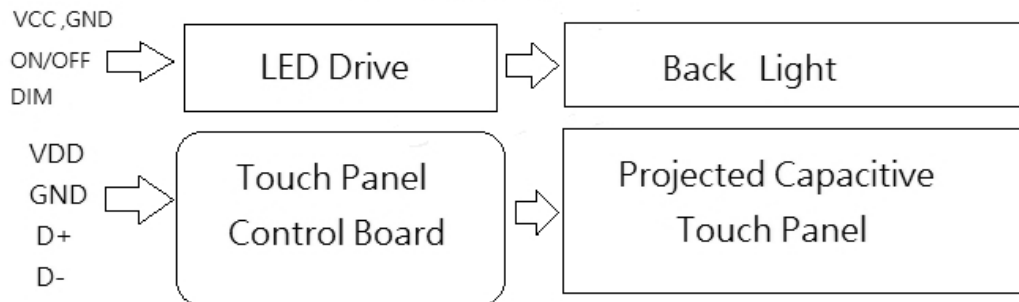 VCC ,GND
ON/OFF
DIM
LED Drive
Back Light
VDD
GND
D+
D-
Touch Panel
Control Board
Projected Capacitive
Touch Panel